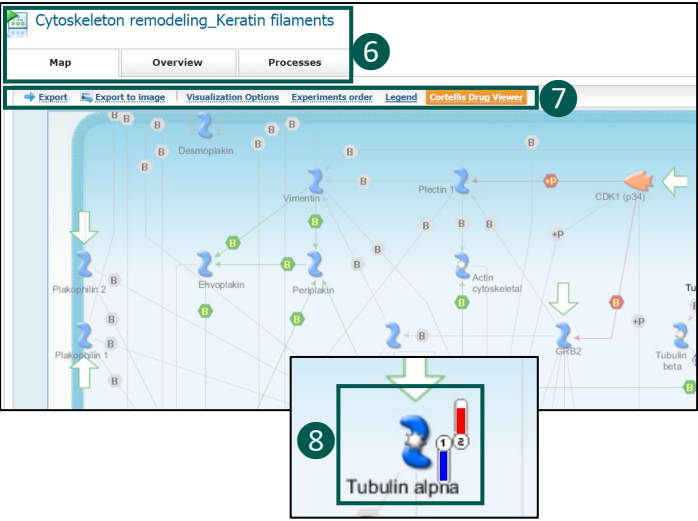 Cytoskeleton remodeling_Keratin filaments
Map Overview Processes
6
Export Export to image Visualization Options Experiments order Legend Cortellis Drug Viewer
7
B B B B B
B
Desmoplakin
B
B
B
B
Vimentin
B
Plectin 1
+P
CDK1 (p34)
B
B B B
+P
B
B
Plakophilin 2
B
Ehvoplakin
B
Periplakin
B
Actin
cytoskeletal
Tu
B
B
B
B
B
+P
Plakophilin 1
B
B
GRB2
Tubulin
beta
B
B
8
1 2
Tubulin alpha